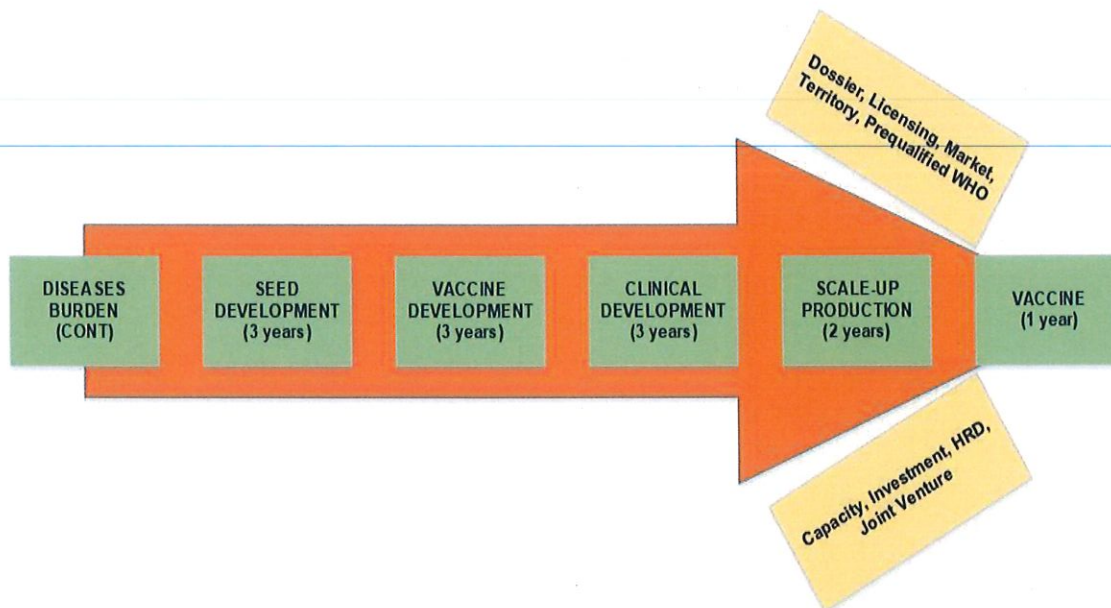 Dossier, Licensing, Market,
Territory, Prequalified WHO
DISEASES
BURDEN
(CONT)
SEED
DEVELOPMENT
(3 years)
VACCINE
DEVELOPMENT
(3 years)
CLINICAL
DEVELOPMENT
(3 years)
SCALE-UP
PRODUCTION
(2 years)
VACCINE
(1 year)
Capacity, Investment, HRD,
Joint Venture